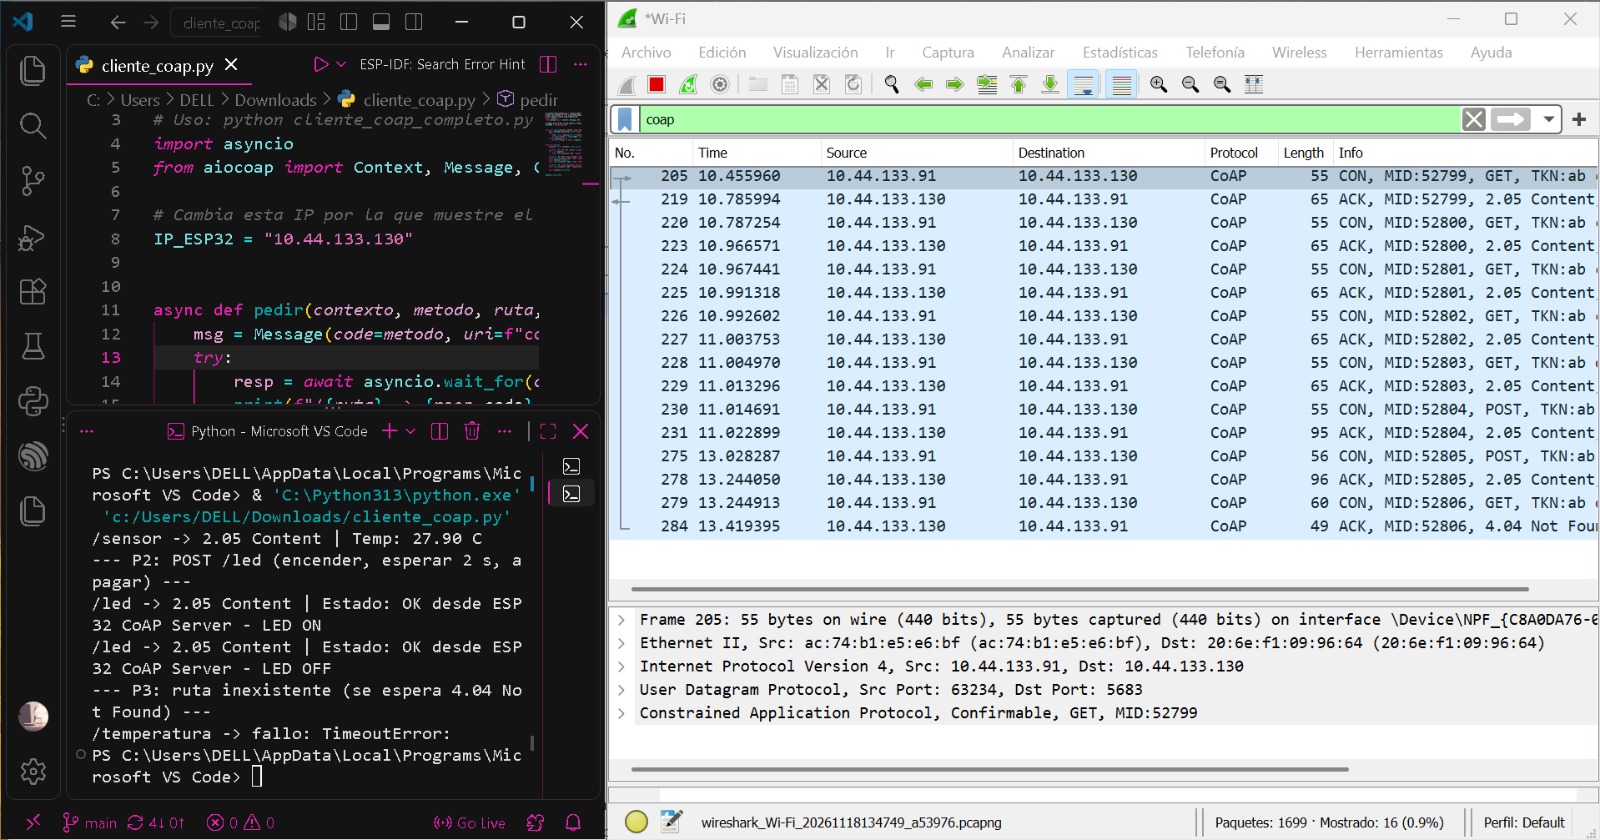 cliente_coap
cliente_coap.py
ESP-IDF: Search Error Hint
C: > Users > DELL > Downloads > cliente_coap.py > pedir
3 # Uso: python cliente_coap_completo.py
4 import asyncio
5 from aiocoap import Context, Message, C
6
7 # Cambia esta IP por la que muestre el
8 IP_ESP32 = "10.44.133.130"
9
10
11 async def pedir(contexto, metodo, ruta,
12 msg = Message(code=metodo, uri=f"co
13 try:
14 resp = await asyncio.wait_for(c
Python - Microsoft VS Code
PS C:\Users\DELL\AppData\Local\Programs\Mic
rosoft VS Code> & 'C:\Python313\python.exe'
'c:/Users/DELL/Downloads/cliente_coap.py'
/sensor -> 2.05 Content | Temp: 27.90 C
--- P2: POST /led (encender, esperar 2 s, a
pagar) ---
/led -> 2.05 Content | Estado: OK desde ESP
32 CoAP Server - LED ON
/led -> 2.05 Content | Estado: OK desde ESP
32 CoAP Server - LED OFF
--- P3: ruta inexistente (se espera 4.04 No
t Found) ---
/temperatura -> fallo: TimeoutError:
PS C:\Users\DELL\AppData\Local\Programs\Mic
rosoft VS Code>
main 4↓ 0↑ 0 0 Go Live
*Wi-Fi
Archivo Edición Visualización Ir Captura Analizar Estadísticas Telefonía Wireless Herramientas Ayuda
coap
No. Time Source Destination Protocol Length Info
205 10.455960 10.44.133.91 10.44.133.130 CoAP 55 CON, MID:52799, GET, TKN:ab
219 10.785994 10.44.133.130 10.44.133.91 CoAP 65 ACK, MID:52799, 2.05 Content,
220 10.787254 10.44.133.91 10.44.133.130 CoAP 55 CON, MID:52800, GET, TKN:ab
223 10.966571 10.44.133.130 10.44.133.91 CoAP 65 ACK, MID:52800, 2.05 Content,
224 10.967441 10.44.133.91 10.44.133.130 CoAP 55 CON, MID:52801, GET, TKN:ab
225 10.991318 10.44.133.130 10.44.133.91 CoAP 65 ACK, MID:52801, 2.05 Content,
226 10.992602 10.44.133.91 10.44.133.130 CoAP 55 CON, MID:52802, GET, TKN:ab
227 11.003753 10.44.133.130 10.44.133.91 CoAP 65 ACK, MID:52802, 2.05 Content,
228 11.004970 10.44.133.91 10.44.133.130 CoAP 55 CON, MID:52803, GET, TKN:ab
229 11.013296 10.44.133.130 10.44.133.91 CoAP 65 ACK, MID:52803, 2.05 Content,
230 11.014691 10.44.133.91 10.44.133.130 CoAP 55 CON, MID:52804, POST, TKN:ab
231 11.022899 10.44.133.130 10.44.133.91 CoAP 95 ACK, MID:52804, 2.05 Content,
275 13.028287 10.44.133.91 10.44.133.130 CoAP 56 CON, MID:52805, POST, TKN:ab
278 13.244050 10.44.133.130 10.44.133.91 CoAP 96 ACK, MID:52805, 2.05 Content,
279 13.244913 10.44.133.91 10.44.133.130 CoAP 60 CON, MID:52806, GET, TKN:ab
284 13.419395 10.44.133.130 10.44.133.91 CoAP 49 ACK, MID:52806, 4.04 Not Foun
Frame 205: 55 bytes on wire (440 bits), 55 bytes captured (440 bits) on interface \Device\NPF_{C8A0DA76-
Ethernet II, Src: ac:74:b1:e5:e6:bf (ac:74:b1:e5:e6:bf), Dst: 20:6e:f1:09:96:64 (20:6e:f1:09:96:64)
Internet Protocol Version 4, Src: 10.44.133.91, Dst: 10.44.133.130
User Datagram Protocol, Src Port: 63234, Dst Port: 5683
Constrained Application Protocol, Confirmable, GET, MID:52799
wireshark_Wi-Fi_20261118134749_a53976.pcapng
Paquetes: 1699 · Mostrado: 16 (0.9%)
Perfil: Default